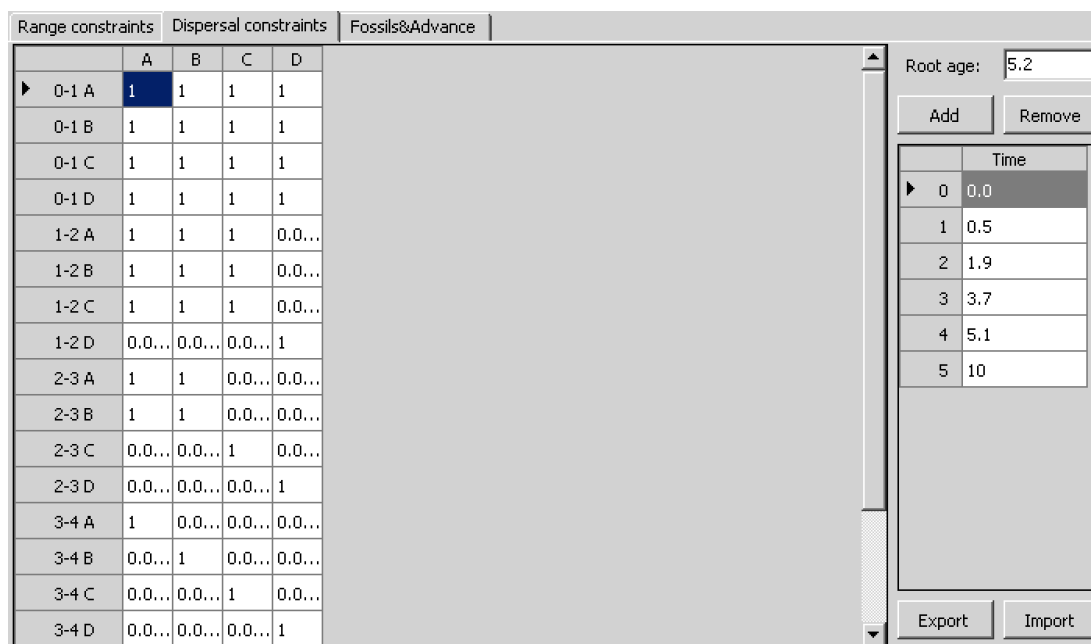 Range constraints Dispersal constraints Fossils&Advance
A B C D
0-1 A 1 1 1 1
0-1 B 1 1 1 1
0-1 C 1 1 1 1
0-1 D 1 1 1 1
1-2 A 1 1 1 0.0...
1-2 B 1 1 1 0.0...
1-2 C 1 1 1 0.0...
1-2 D 0.0... 0.0... 0.0... 1
2-3 A 1 1 0.0... 0.0...
2-3 B 1 1 0.0... 0.0...
2-3 C 0.0... 0.0... 1 0.0...
2-3 D 0.0... 0.0... 0.0... 1
3-4 A 1 0.0... 0.0... 0.0...
3-4 B 0.0... 1 0.0... 0.0...
3-4 C 0.0... 0.0... 1 0.0...
3-4 D 0.0... 0.0... 0.0... 1
Root age: 5.2
Add Remove
Time
0 0.0
1 0.5
2 1.9
3 3.7
4 5.1
5 10
Export Import